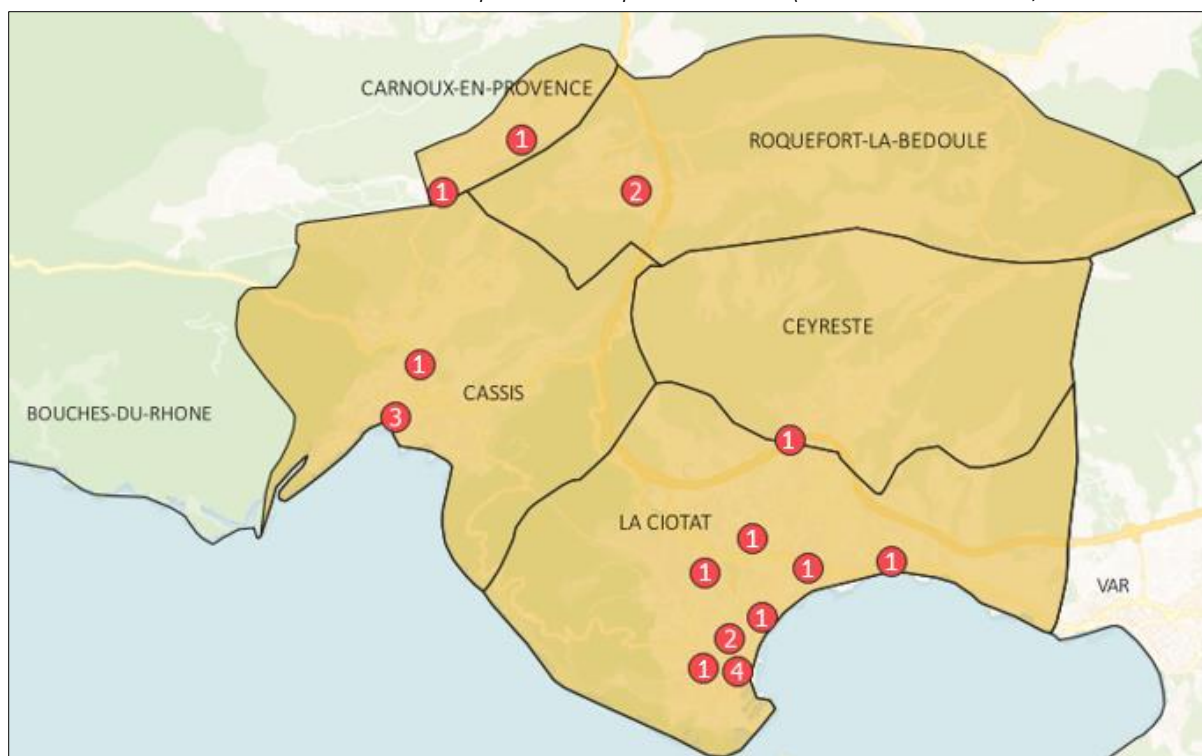 CARNOUX-EN-PROVENCE
1
ROQUEFORT-LA-BEDOULE
1
2
CEYRESTE
1
CASSIS
BOUCHES-DU-RHONE
3
1
LA CIOTAT
1
1
1
1
VAR
1
2
1
4